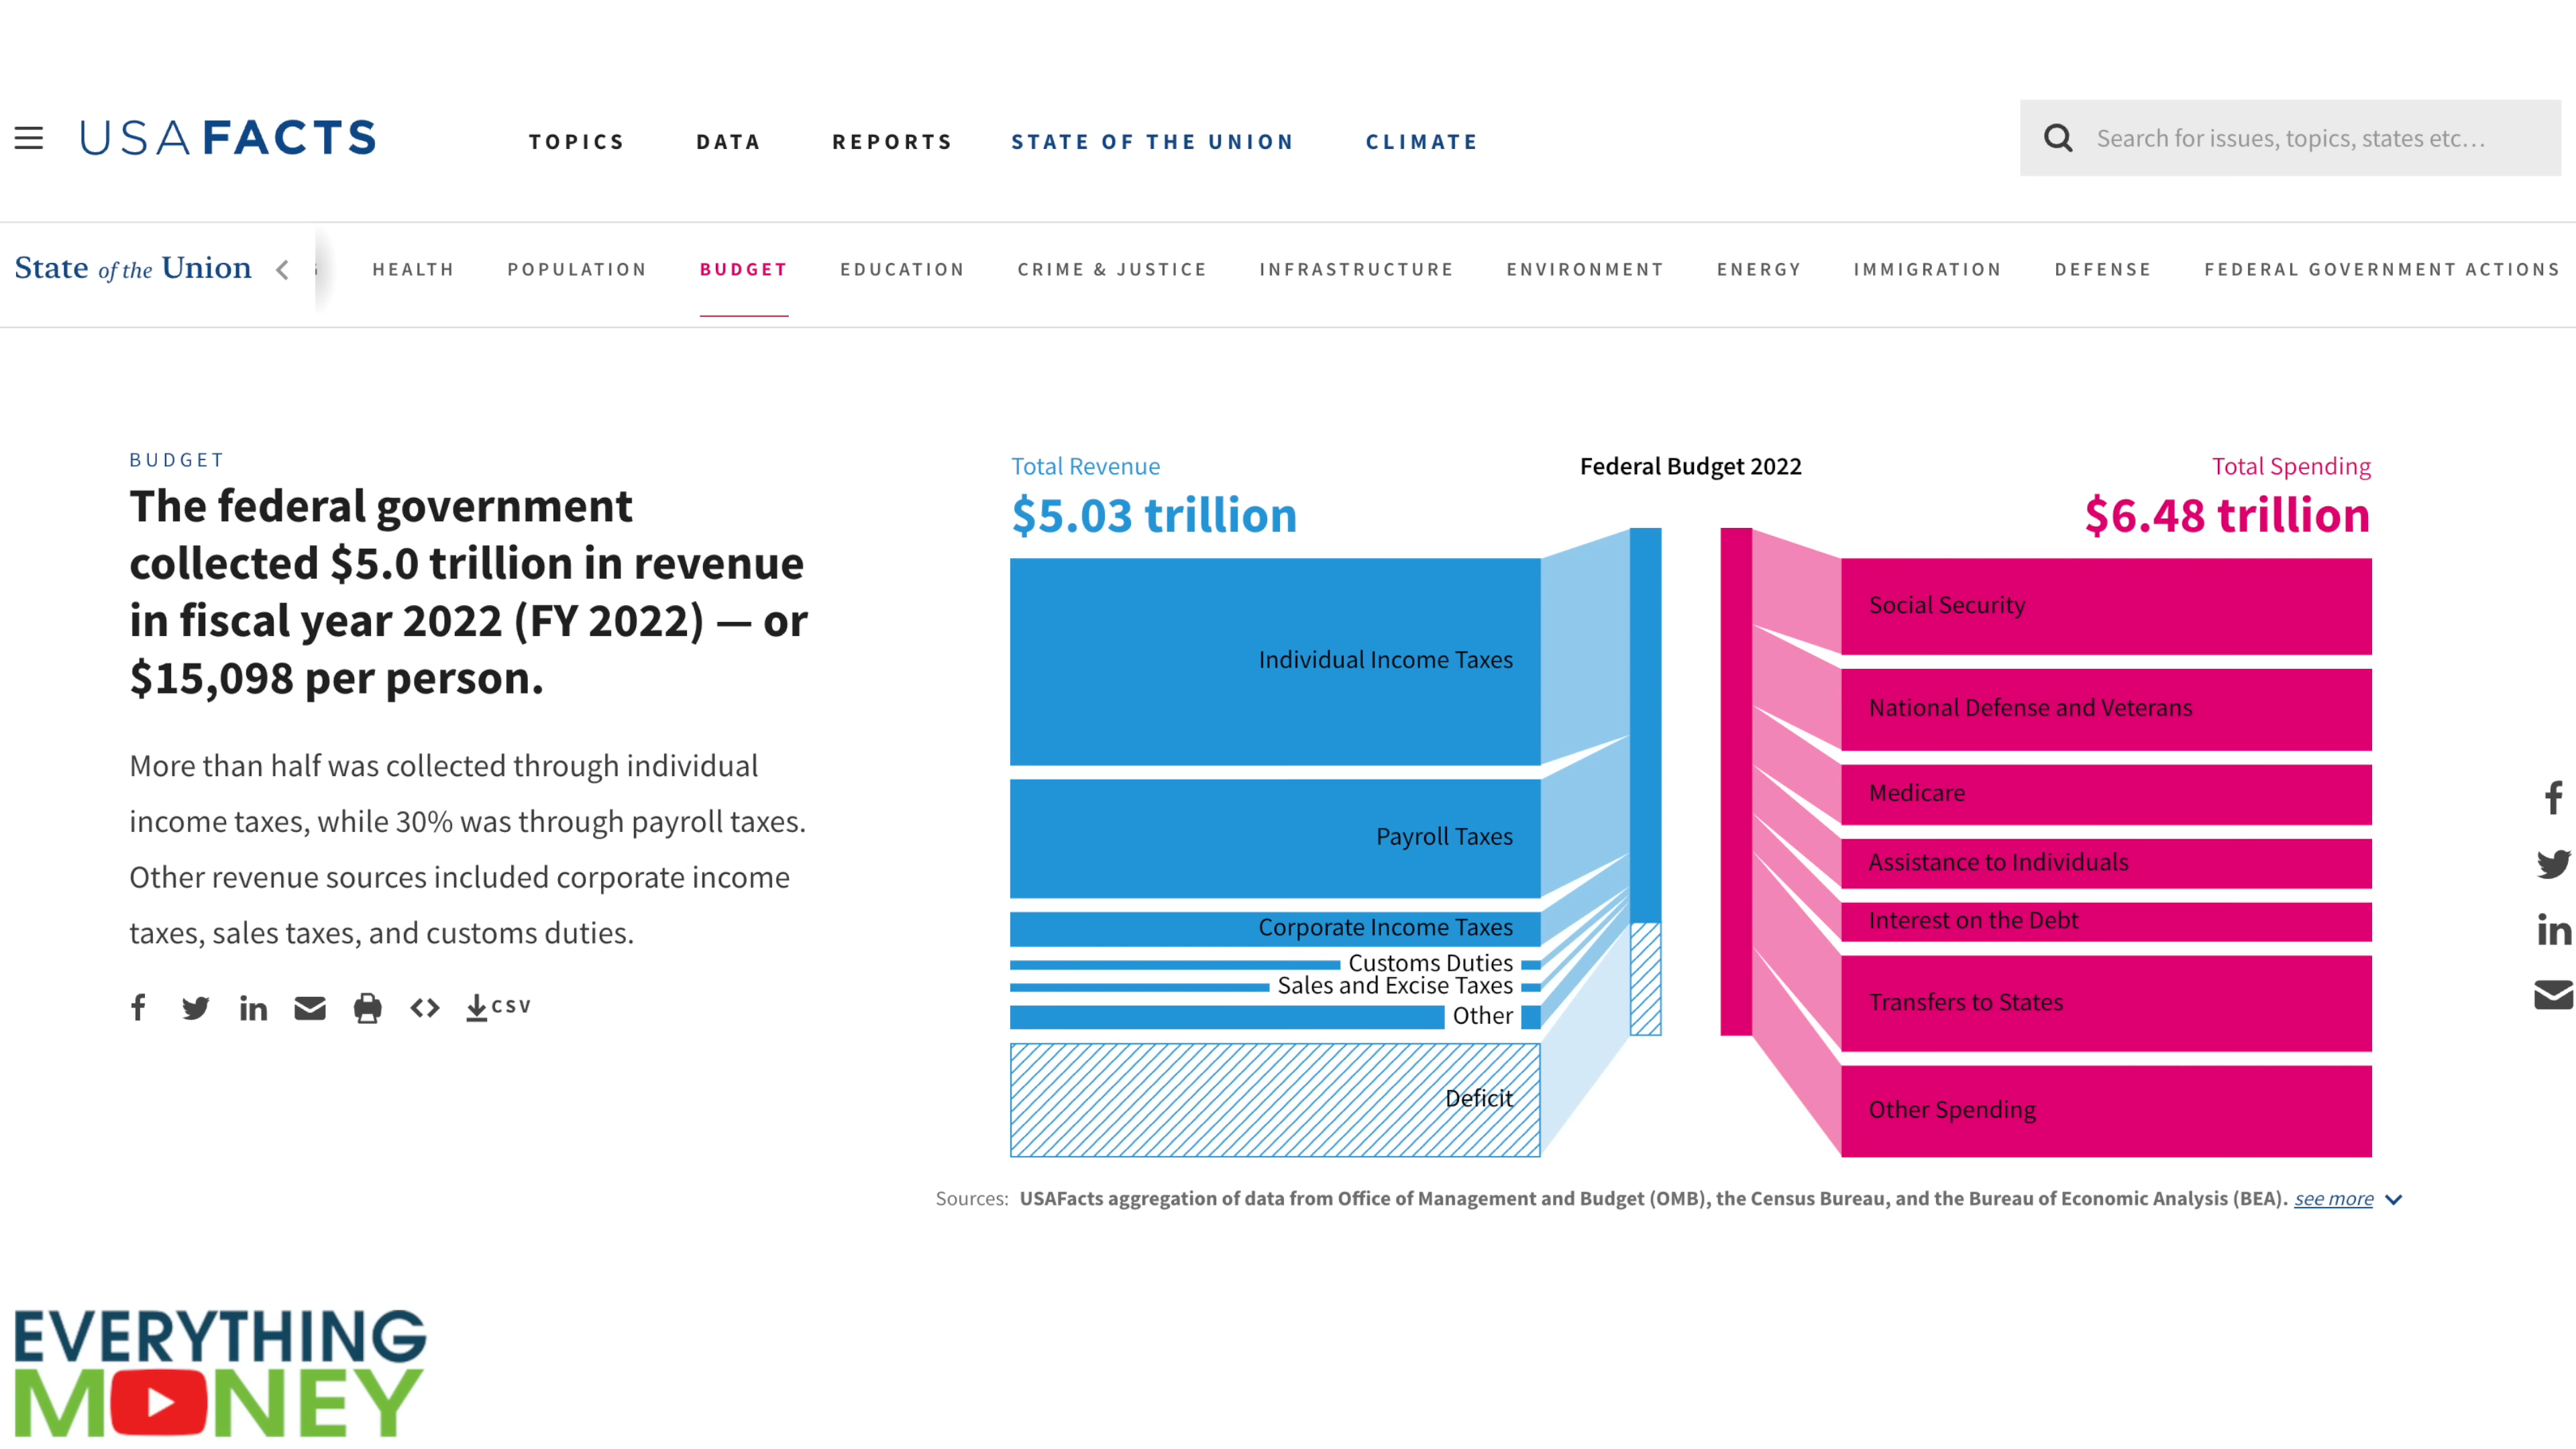 USAFACTS
TOPICS DATA REPORTS STATE OF THE UNION CLIMATE
Search for issues, topics, states etc...
State of the Union
HEALTH POPULATION BUDGET EDUCATION CRIME & JUSTICE INFRASTRUCTURE ENVIRONMENT ENERGY IMMIGRATION DEFENSE FEDERAL GOVERNMENT ACTIONS
BUDGET
The federal government
collected $5.0 trillion in revenue
in fiscal year 2022 (FY 2022) — or
$15,098 per person.
More than half was collected through individual
income taxes, while 30% was through payroll taxes.
Other revenue sources included corporate income
taxes, sales taxes, and customs duties.
CSV
Total Revenue
$5.03 trillion
Federal Budget 2022
Total Spending
$6.48 trillion
Individual Income Taxes
Payroll Taxes
Corporate Income Taxes
Customs Duties
Sales and Excise Taxes
Other
Deficit
Social Security
National Defense and Veterans
Medicare
Assistance to Individuals
Interest on the Debt
Transfers to States
Other Spending
Sources: USAFacts aggregation of data from Office of Management and Budget (OMB), the Census Bureau, and the Bureau of Economic Analysis (BEA). see more
EVERYTHING
MONEY